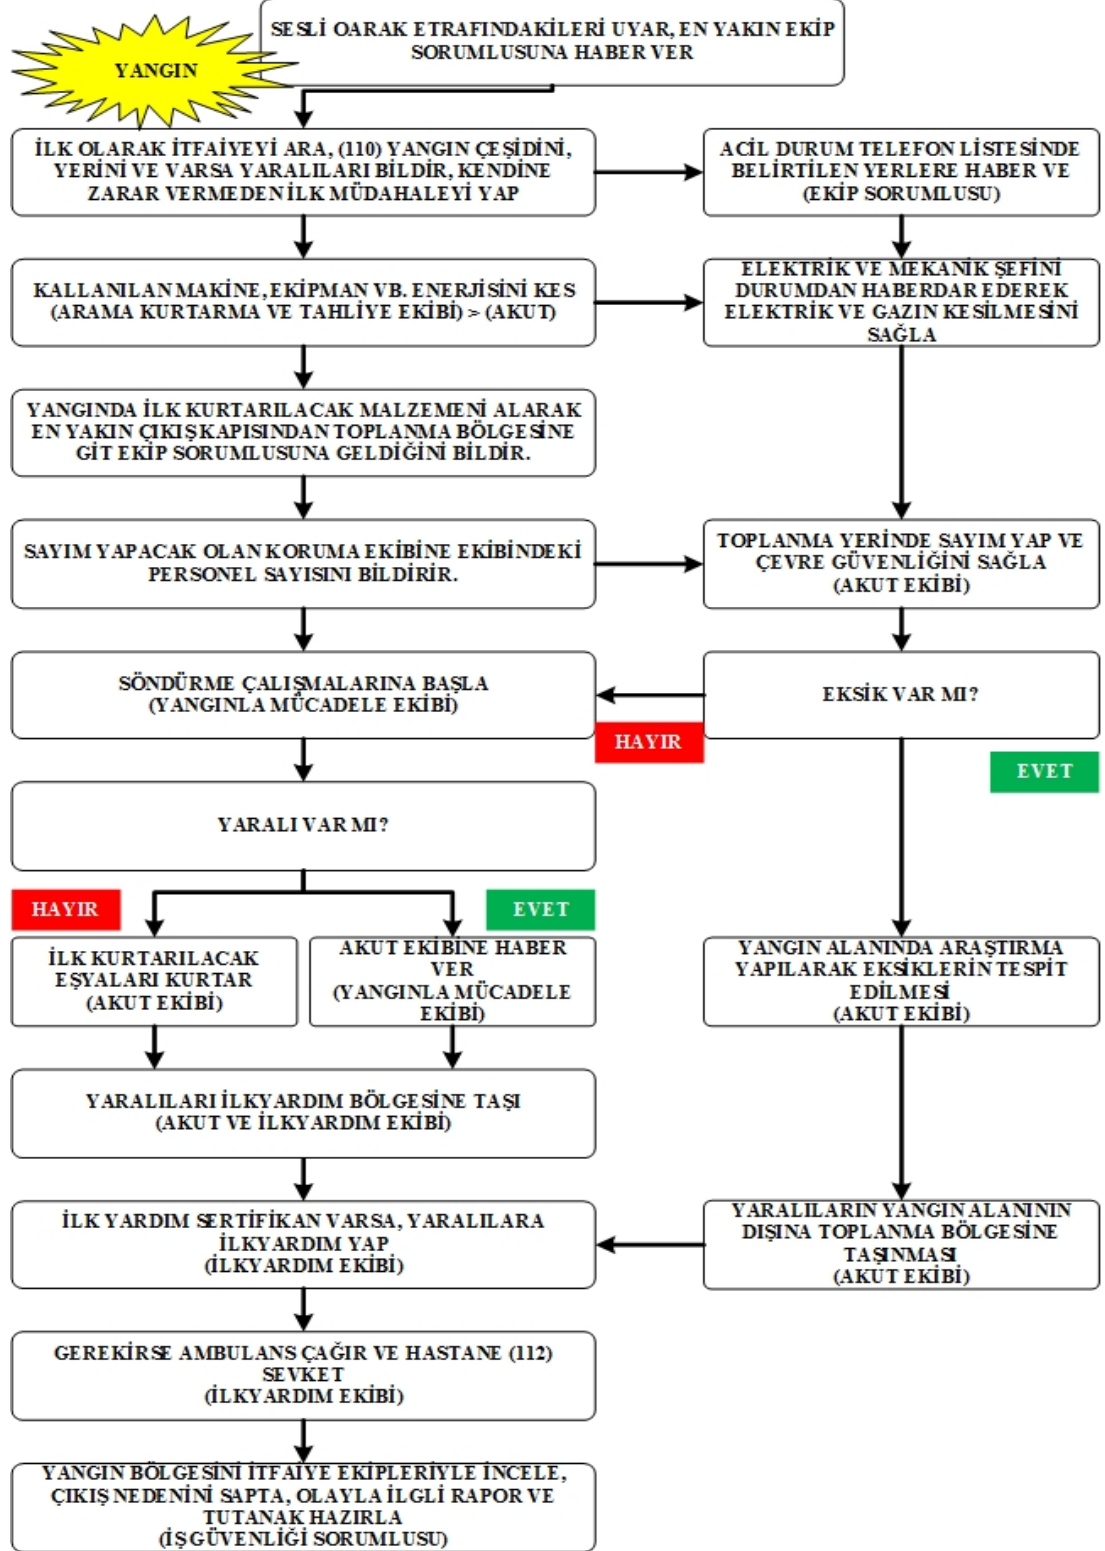 SESLİ OARAK ETRAFINDAKİLERİ UYAR, EN YAKIN EKİP
SORUMLUSUNA HABER VER
YANGIN
İLK OLARAK İTFAİYEYİ ARA, (110) YANGIN ÇEŞİDİNİ,
YERİNİ VE VARSA YARALILARI BİLDİR, KENDİNE
ZARAR VERMEDEN İLK MÜDAHALEYİ YAP
ACİL DURUM TELEFON LİSTESİNDE
BELİRTİLEN YERLERE HABER VE
(EKİP SORUMLUSU)
KALLANILAN MAKİNE, EKİPMAN VB. ENERJİSİNİ KES
(ARAMA KURTARMA VE TAHLİYE EKİBİ) > (AKUT)
ELEKTRİK VE MEKANİK ŞEFİNİ
DURUMDAN HABERDAR EDEREK
ELEKTRİK VE GAZIN KESİLMESİNİ
SAĞLA
YANGINDA İLK KURTARILACAK MALZEMENİ ALARAK
EN YAKIN ÇIKIŞ KAPISINDAN TOPLANMA BÖLGESİNE
GİT EKİP SORUMLUSUNA GELDİĞİNİ BİLDİR.
SAYIM YAPACAK OLAN KORUMA EKİBİNE EKİBİNDEKİ
PERSONEL SAYISINI BİLDİRİR.
TOPLANMA YERİNDE SAYIM YAP VE
ÇEVRE GÜVENLİĞİNİ SAĞLA
(AKUT EKİBİ)
SÖNDÜRME ÇALIŞMALARINA BAŞLA
(YANGINLA MÜCADELE EKİBİ)
EKSİK VAR MI?
HAYIR
EVET
YARALI VAR MI?
HAYIR
EVET
İLK KURTARILACAK
EŞYALARI KURTAR
(AKUT EKİBİ)
AKUT EKİBİNE HABER
VER
(YANGINLA MÜCADELE
EKİBİ)
YANGIN ALANINDA ARAŞTIRMA
YAPILARAK EKSİKLERİN TESPİT
EDİLMESİ
(AKUT EKİBİ)
YARALILARI İLKYARDIM BÖLGESİNE TAŞI
(AKUT VE İLKYARDIM EKİBİ)
İLK YARDIM SERTİFİKAN VARSA, YARALILARA
İLKYARDIM YAP
(İLKYARDIM EKİBİ)
YARALILARIN YANGIN ALANININ
DIŞINA TOPLANMA BÖLGESİNE
TAŞINMASI
(AKUT EKİBİ)
GEREKİRSE AMBULANS ÇAĞIR VE HASTANE (112)
SEVKET
(İLKYARDIM EKİBİ)
YANGIN BÖLGESİNİ İTFAİYE EKİPLERİYLE İNCELE,
ÇIKIŞ NEDENİNİ SAPTA, OLAYLA İLGLİ RAPOR VE
TUTANAK HAZIRLA
(İŞ GÜVENLİĞİ SORUMLUSU)